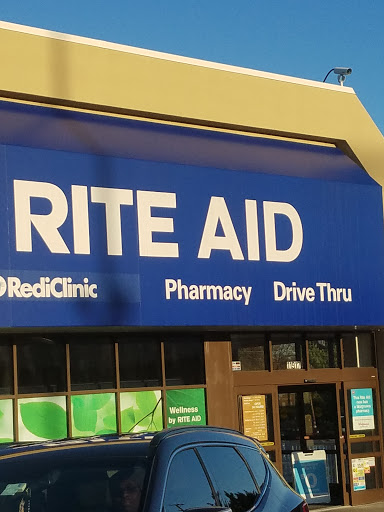 RITE AID
RediClinic
Pharmacy Drive Thru
Wellness
by RITE AID